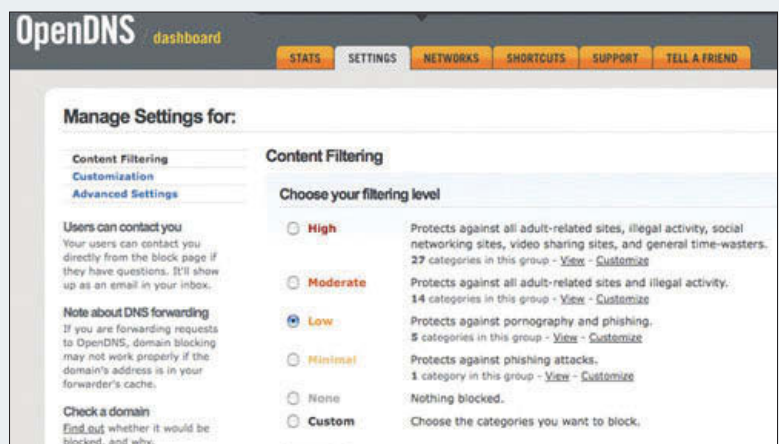 OpenDNS / dashboard
STATS SETTINGS NETWORKS SHORTCUTS SUPPORT TELL A FRIEND
Manage Settings for:
Content Filtering
Customization
Advanced Settings
Users can contact you
Your users can contact you
directly from the block page if
they have questions. It'll show
up as an email in your inbox.
Note about DNS forwarding
If you are forwarding requests
to OpenDNS, domain blocking
may not work properly if the
domain's address is in your
forwarder's cache.
Check a domain
Find out whether it would be
blocked, and why.
Content Filtering
Choose your filtering level
High
Protects against all adult-related sites, illegal activity, social
networking sites, video sharing sites, and general time-wasters.
27 categories in this group - View - Customize
Moderate
Protects against all adult-related sites and illegal activity.
14 categories in this group - View - Customize
Low
Protects against pornography and phishing.
5 categories in this group - View - Customize
Minimal
Protects against phishing attacks.
1 category in this group - View - Customize
None
Nothing blocked.
Custom
Choose the categories you want to block.